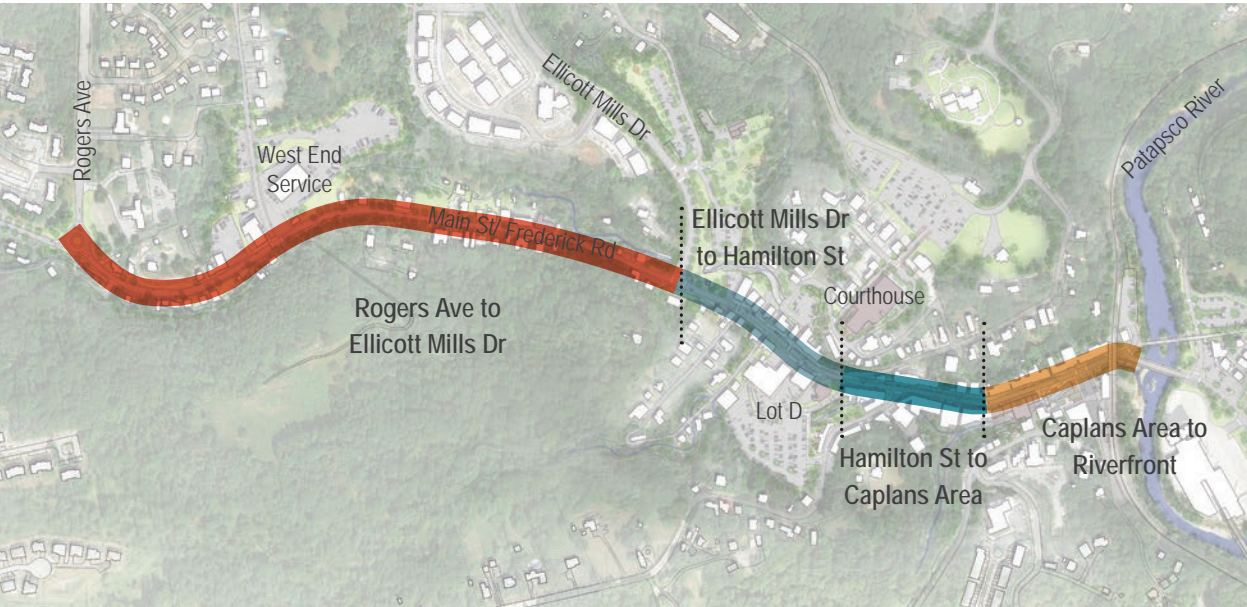 Rogers Ave
West End
Service
Main St/ Frederick Rd
Rogers Ave to
Ellicott Mills Dr
Ellicott Mills Dr
Ellicott Mills Dr
to Hamilton St
Courthouse
Lot D
Hamilton St to
Caplans Area
Caplans Area to
Riverfront
Patapsco River